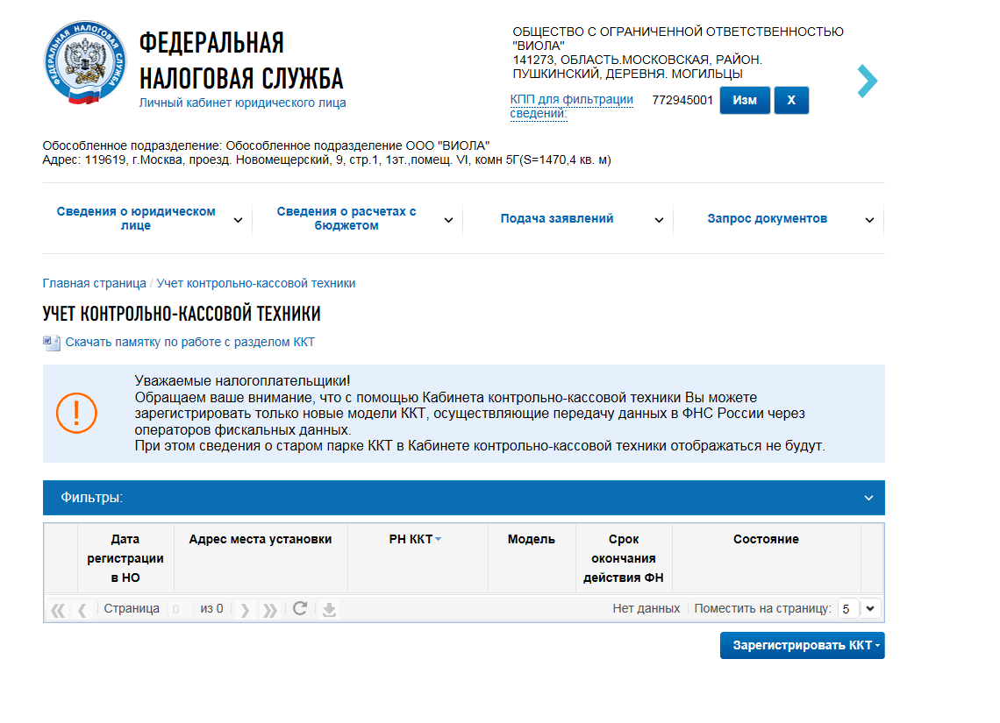 ФЕДЕРАЛЬНАЯ НАЛОГОВАЯ СЛУЖБА
ФЕДЕРАЛЬНАЯ
НАЛОГОВАЯ СЛУЖБА
Личный кабинет юридического лица
ОБЩЕСТВО С ОГРАНИЧЕННОЙ ОТВЕТСТВЕННОСТЬЮ
"ВИОЛА"
141273, ОБЛАСТЬ.МОСКОВСКАЯ, РАЙОН.
ПУШКИНСКИЙ, ДЕРЕВНЯ. МОГИЛЬЦЫ
КПП для фильтрации
сведений:
772945001
Изм
X
Обособленное подразделение: Обособленное подразделение ООО "ВИОЛА"
Адрес: 119619, г.Москва, проезд. Новомещерский, 9, стр.1, 1эт.,помещ. VI, комн 5Г(S=1470,4 кв. м)
Сведения о юридическом
лице
Сведения о расчетах с
бюджетом
Подача заявлений
Запрос документов
Главная страница / Учет контрольно-кассовой техники
УЧЕТ КОНТРОЛЬНО-КАССОВОЙ ТЕХНИКИ
Скачать памятку по работе с разделом ККТ
Уважаемые налогоплательщики!
Обращаем ваше внимание, что с помощью Кабинета контрольно-кассовой техники Вы можете
зарегистрировать только новые модели ККТ, осуществляющие передачу данных в ФНС России через
операторов фискальных данных.
При этом сведения о старом парке ККТ в Кабинете контрольно-кассовой техники отображаться не будут.
Фильтры:
Дата
регистрации
в НО
Адрес места установки
РН ККТ
Модель
Срок
окончания
действия ФН
Состояние
Страница 0 из 0
Нет данных
Поместить на страницу: 5
Зарегистрировать ККТ